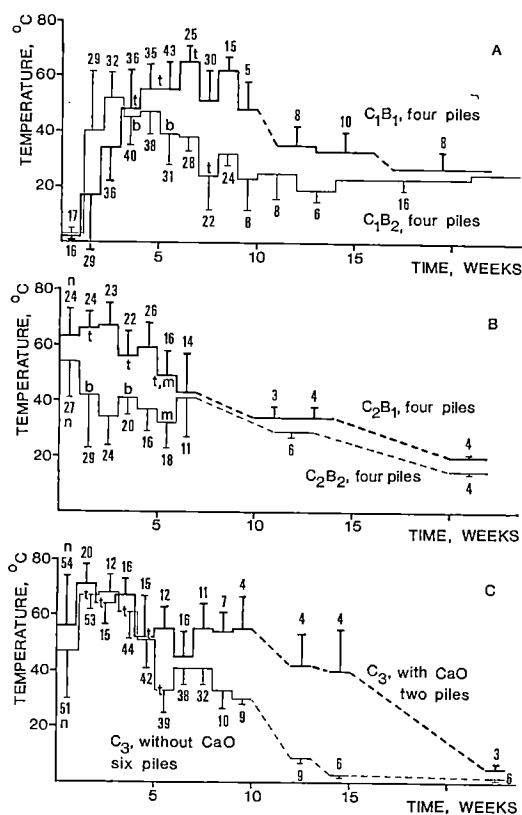 TEMPERATURE, °C
A
25
43
35
15
36
t
29
32
30
5
60
t
8
10
8
C₁B₁, four piles
40
b
b
40
38
31
28
24
20
t
17
36
22
8
8
6
16
C₁B₂, four piles
16
29
5
10
15
TIME, WEEKS
TEMPERATURE, °C
80
n
B
24
24
23
26
22
16
14
60
t
t
t,m
3
4
C₂B₁, four piles
40
b
b
m
4
27
n
20
16
29
24
18
11
6
20
C₂B₂, four piles
4
5
10
15
TIME, WEEKS
TEMPERATURE, °C
80
n
C
54
20
12
16
15
12
11
7
4
16
4
4
60
t
t
t
t
53
15
44
42
C₃, with CaO
two piles
40
51
n
39
38
32
10
9
20
C₃, without CaO
six piles
9
6
3
6
5
10
15
TIME, WEEKS